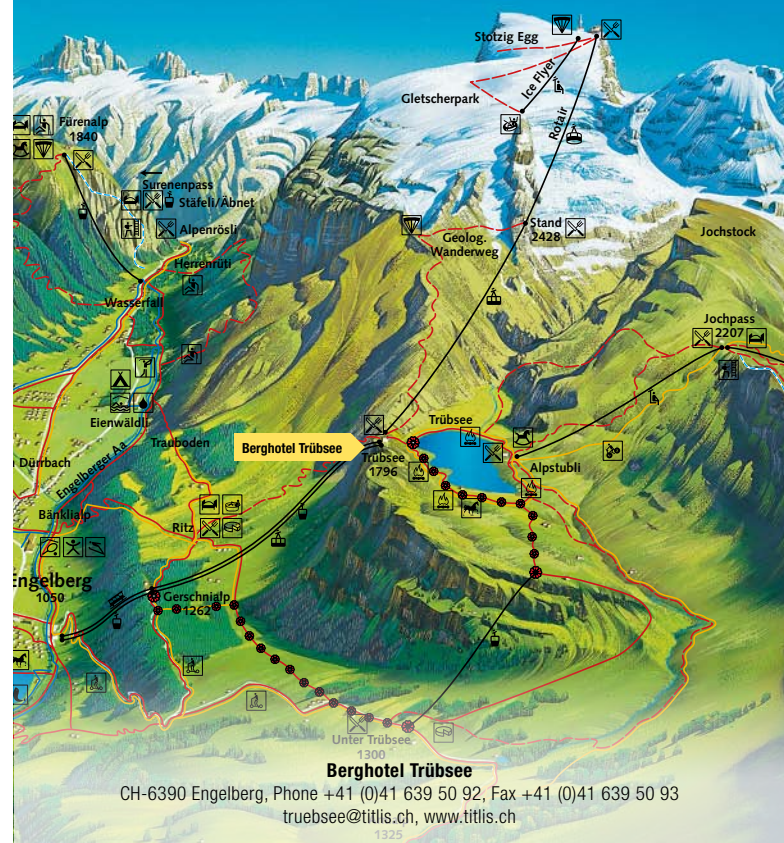 Stotzig Egg
Ice Flyer
Gletscherpark
Rotair
Fürenalp
1840
Surenenpass
Stäfeli/Äbnet
Alpenrösli
Herrenrüti
Wasserfall
Geolog.
Wanderweg
Stand
2428
Jochstock
Jochpass
2207
Eienwäldli
Trauboden
Dürrbach
Engelberger Aa
Berghotel Trübsee
Trübsee
Trübsee
1796
Alpstubli
Bänklialp
Ritz
Engelberg
1050
Gerschnialp
1262
Unter Trübsee
1300
Berghotel Trübsee
CH-6390 Engelberg, Phone +41 (0)41 639 50 92, Fax +41 (0)41 639 50 93
truebsee@titlis.ch, www.titlis.ch
1325